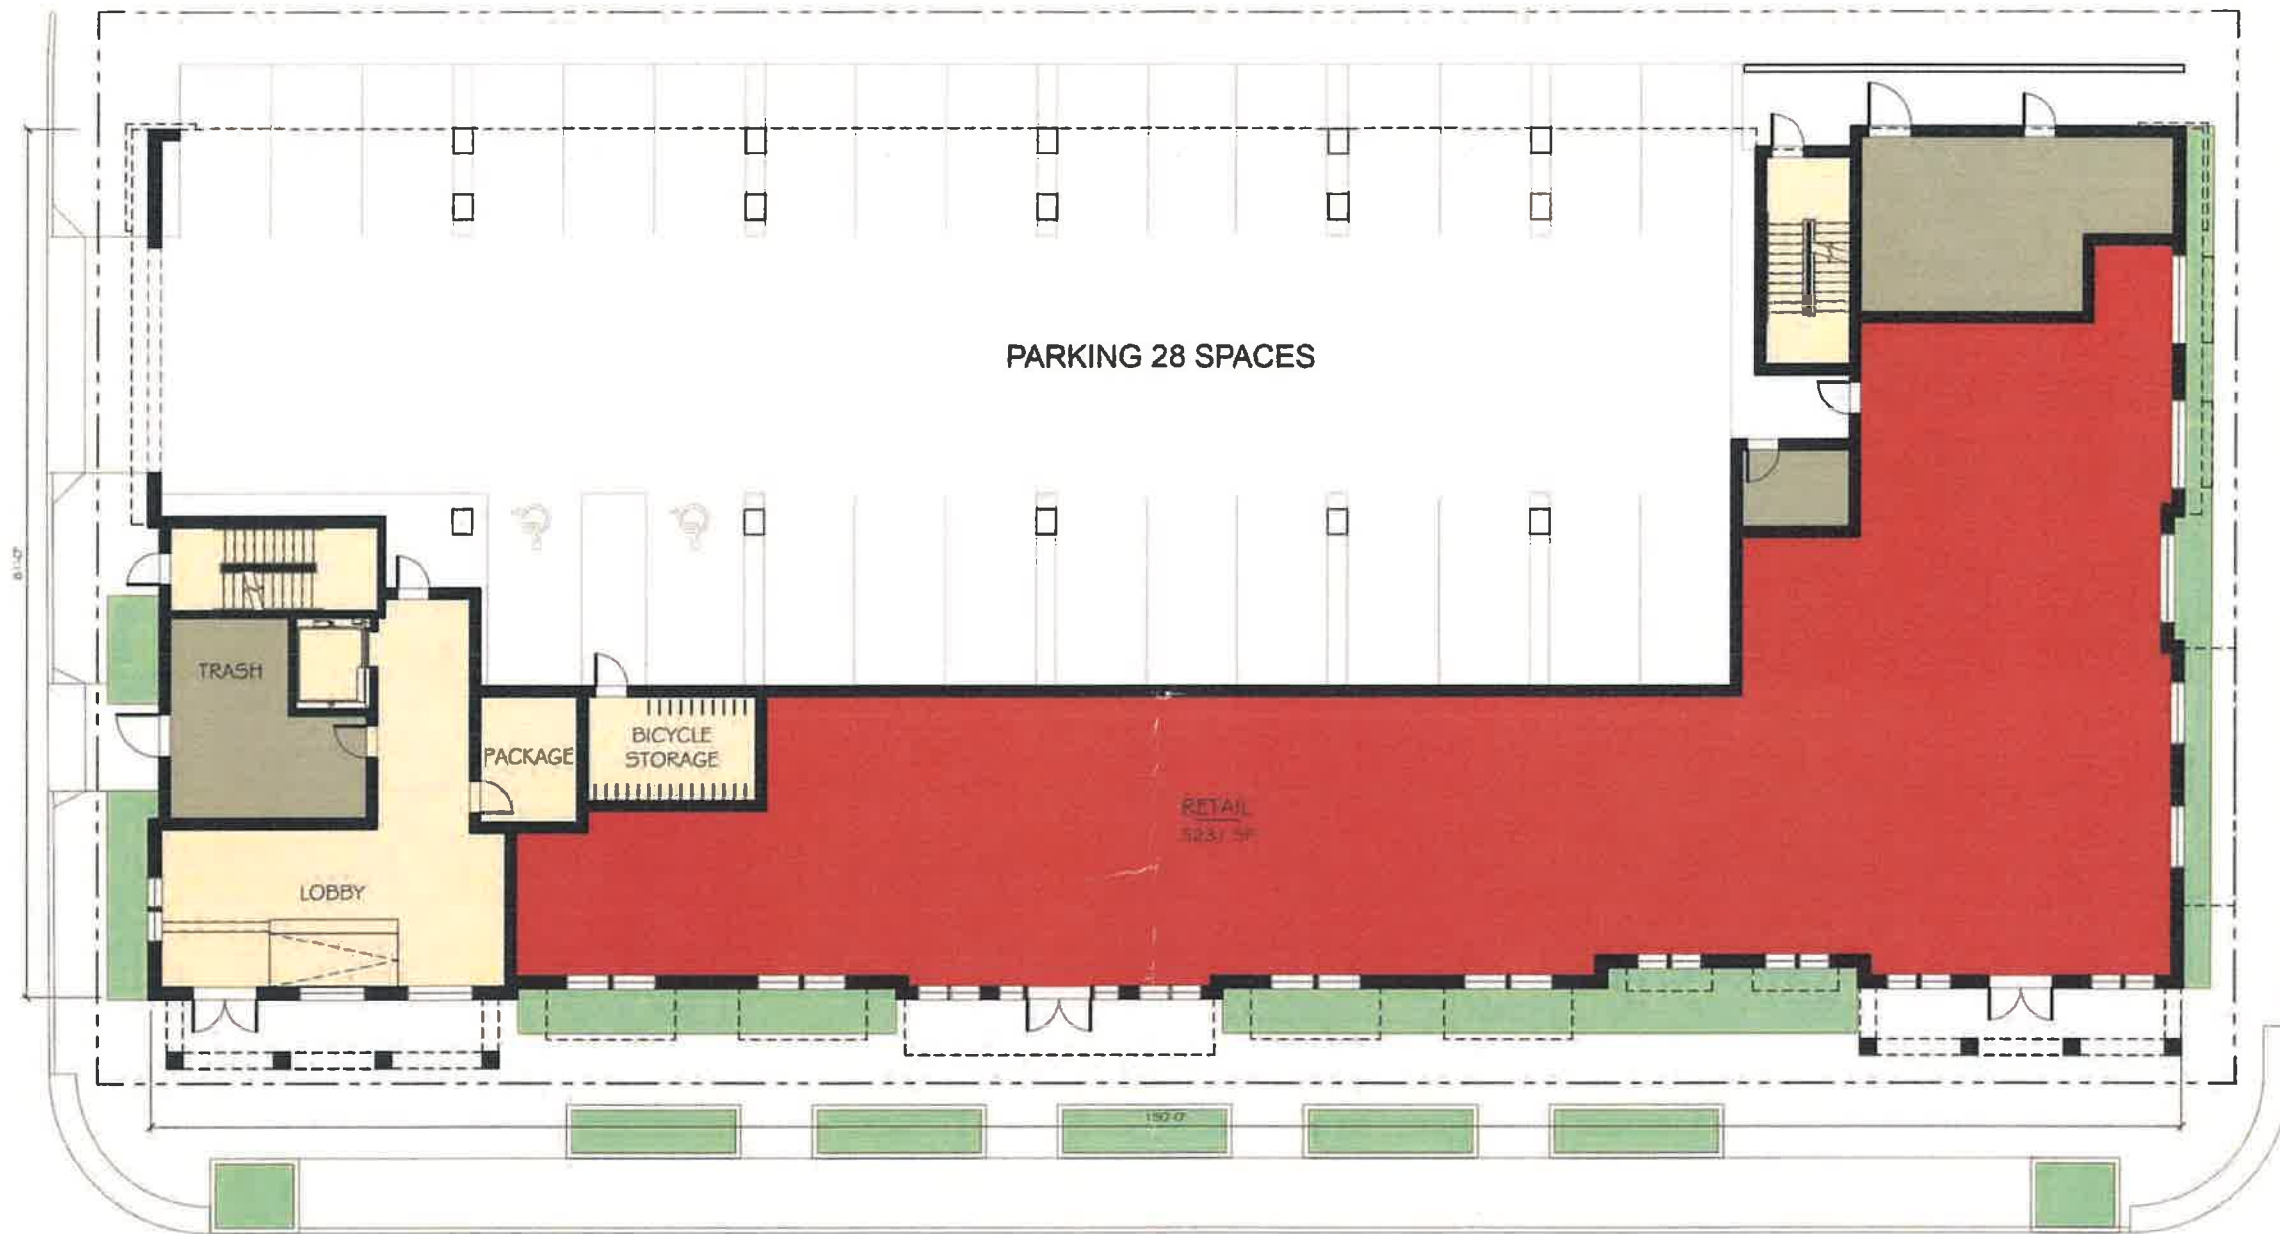 PARKING 28 SPACES
TRASH
PACKAGE
BICYCLE
STORAGE
RETAIL
LOBBY